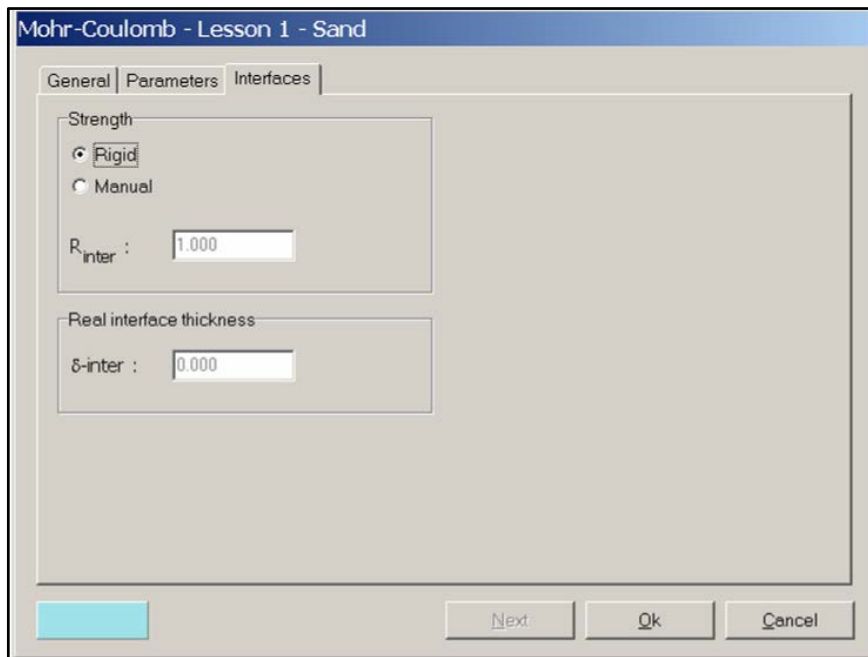 Mohr-Coulomb - Lesson 1 - Sand
General Parameters Interfaces
Strength
Rigid
Manual
Rinter : 1.000
Real interface thickness
δ-inter : 0.000
Next Ok Cancel